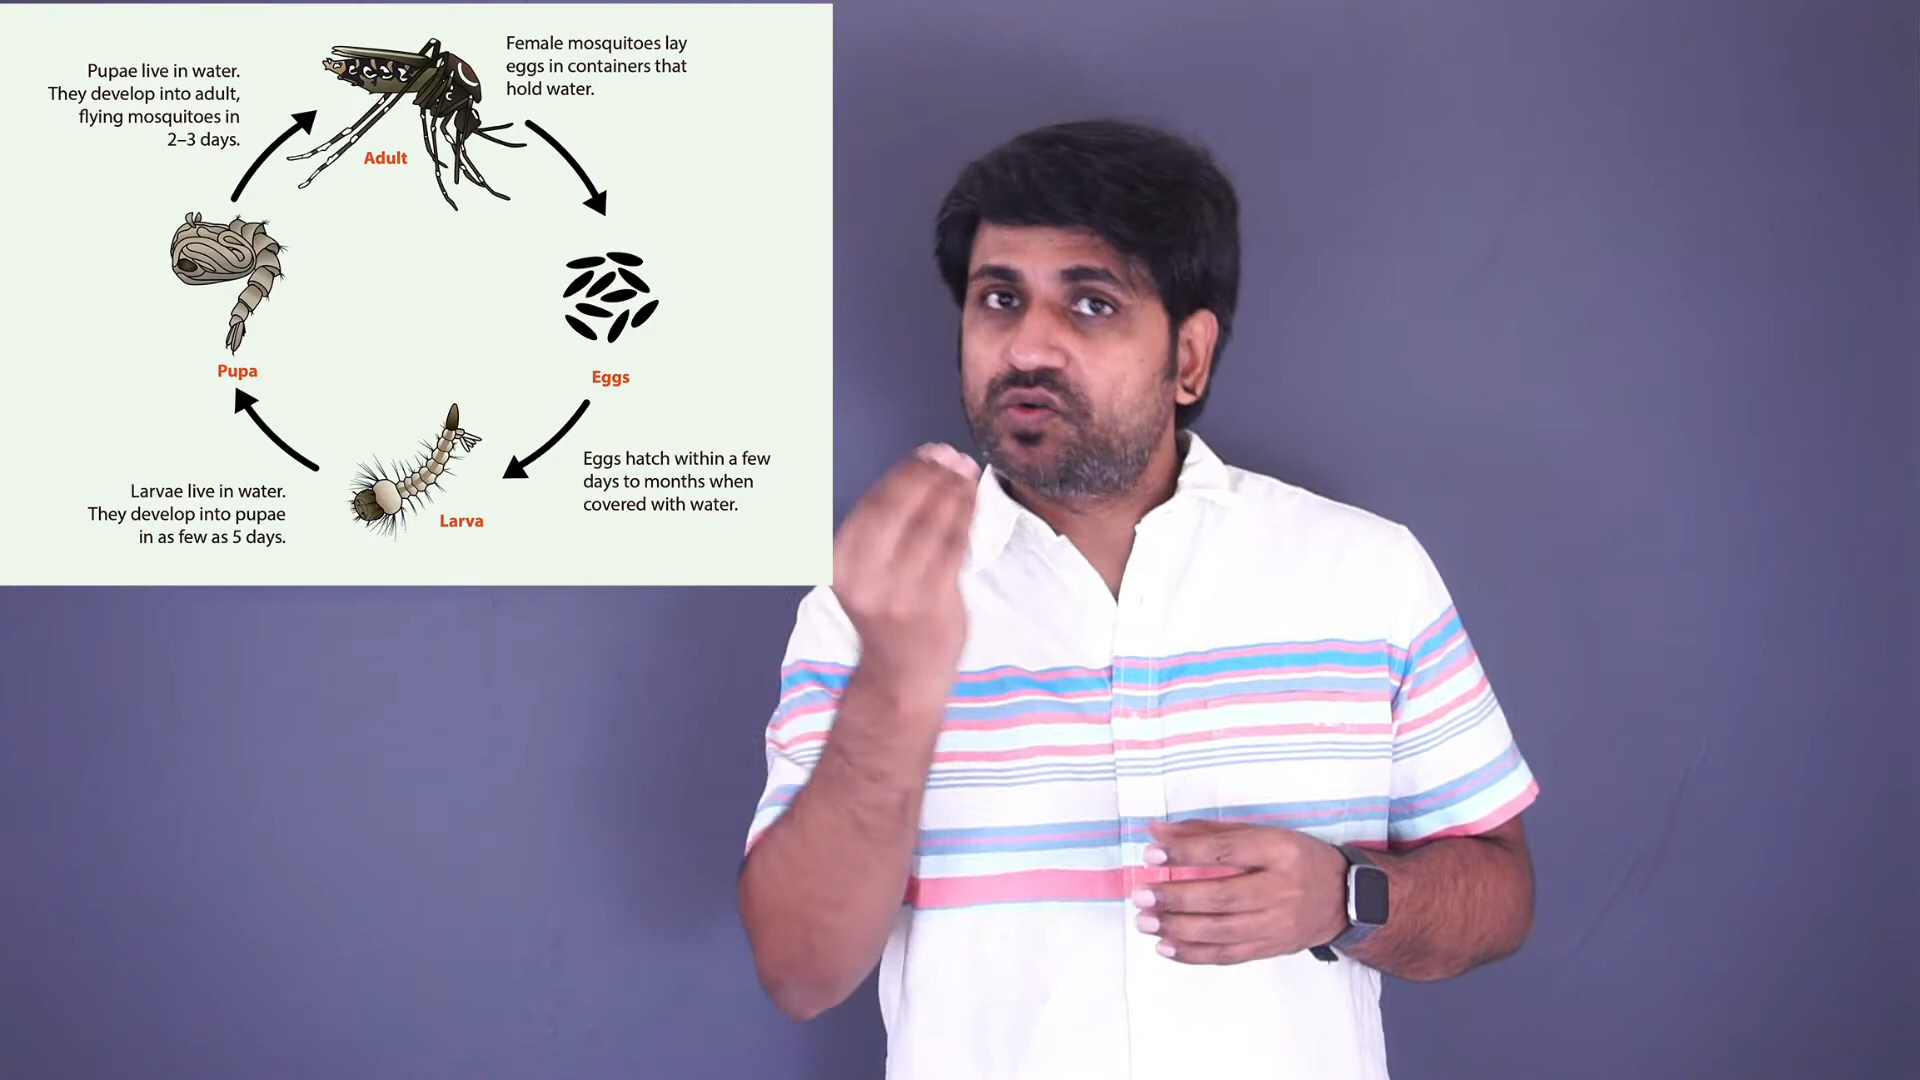 Female mosquitoes lay
eggs in containers that
hold water.
Pupae live in water.
They develop into adult,
flying mosquitoes in
2–3 days.
Adult
Pupa
Eggs
Eggs hatch within a few
days to months when
covered with water.
Larvae live in water.
They develop into pupae
in as few as 5 days.
Larva